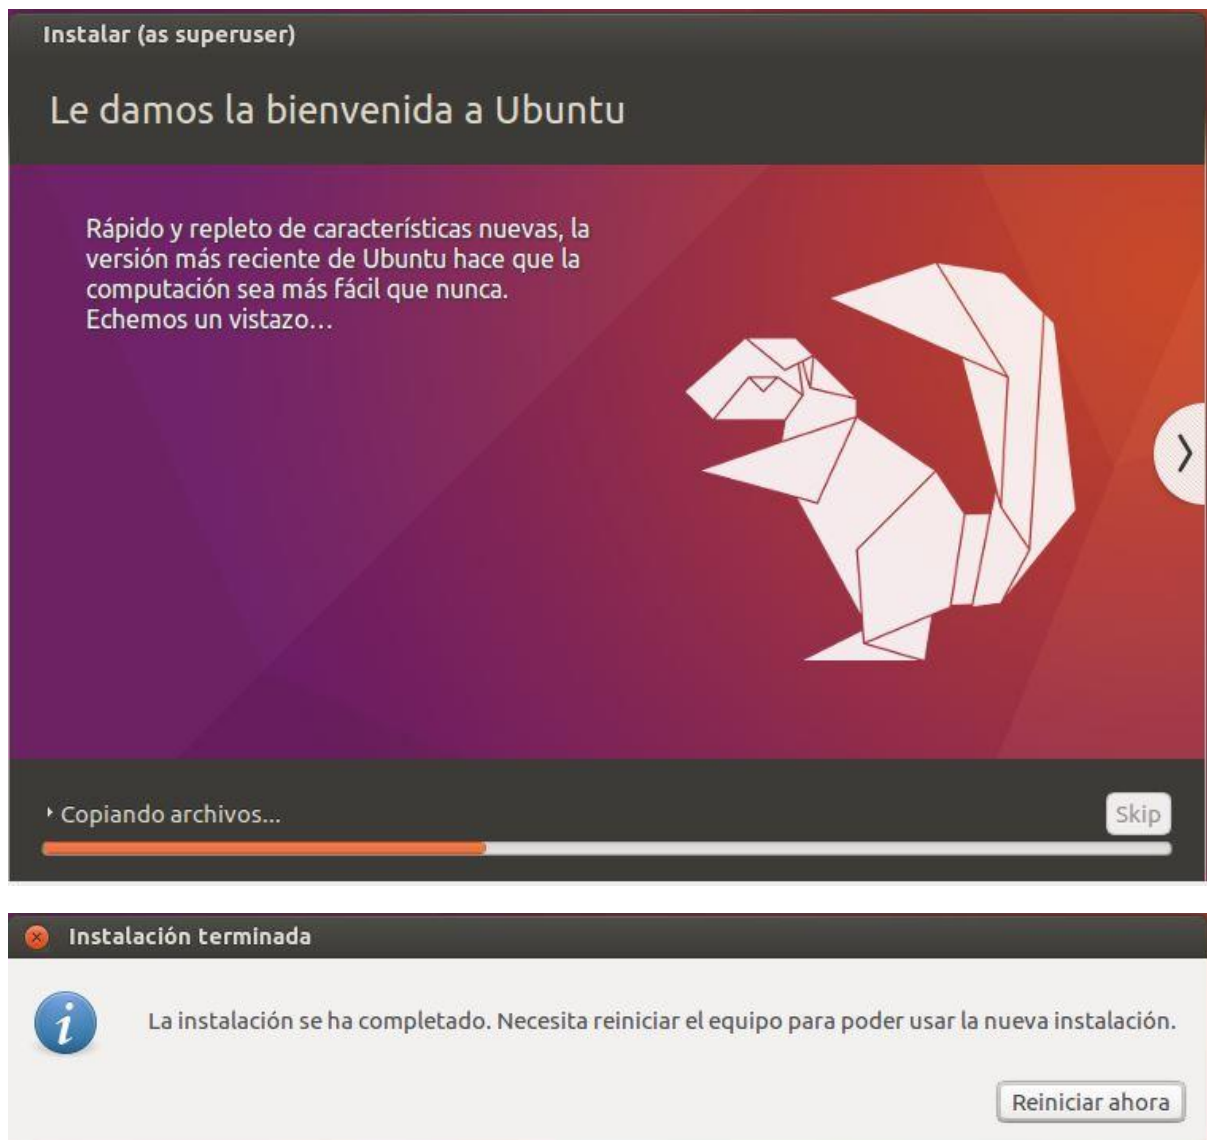 Instalar (as superuser)
Le damos la bienvenida a Ubuntu
Rápido y repleto de características nuevas, la
versión más reciente de Ubuntu hace que la
computación sea más fácil que nunca.
Echemos un vistazo...
Copiando archivos...
Skip
Instalación terminada
La instalación se ha completado. Necesita reiniciar el equipo para poder usar la nueva instalación.
Reiniciar ahora